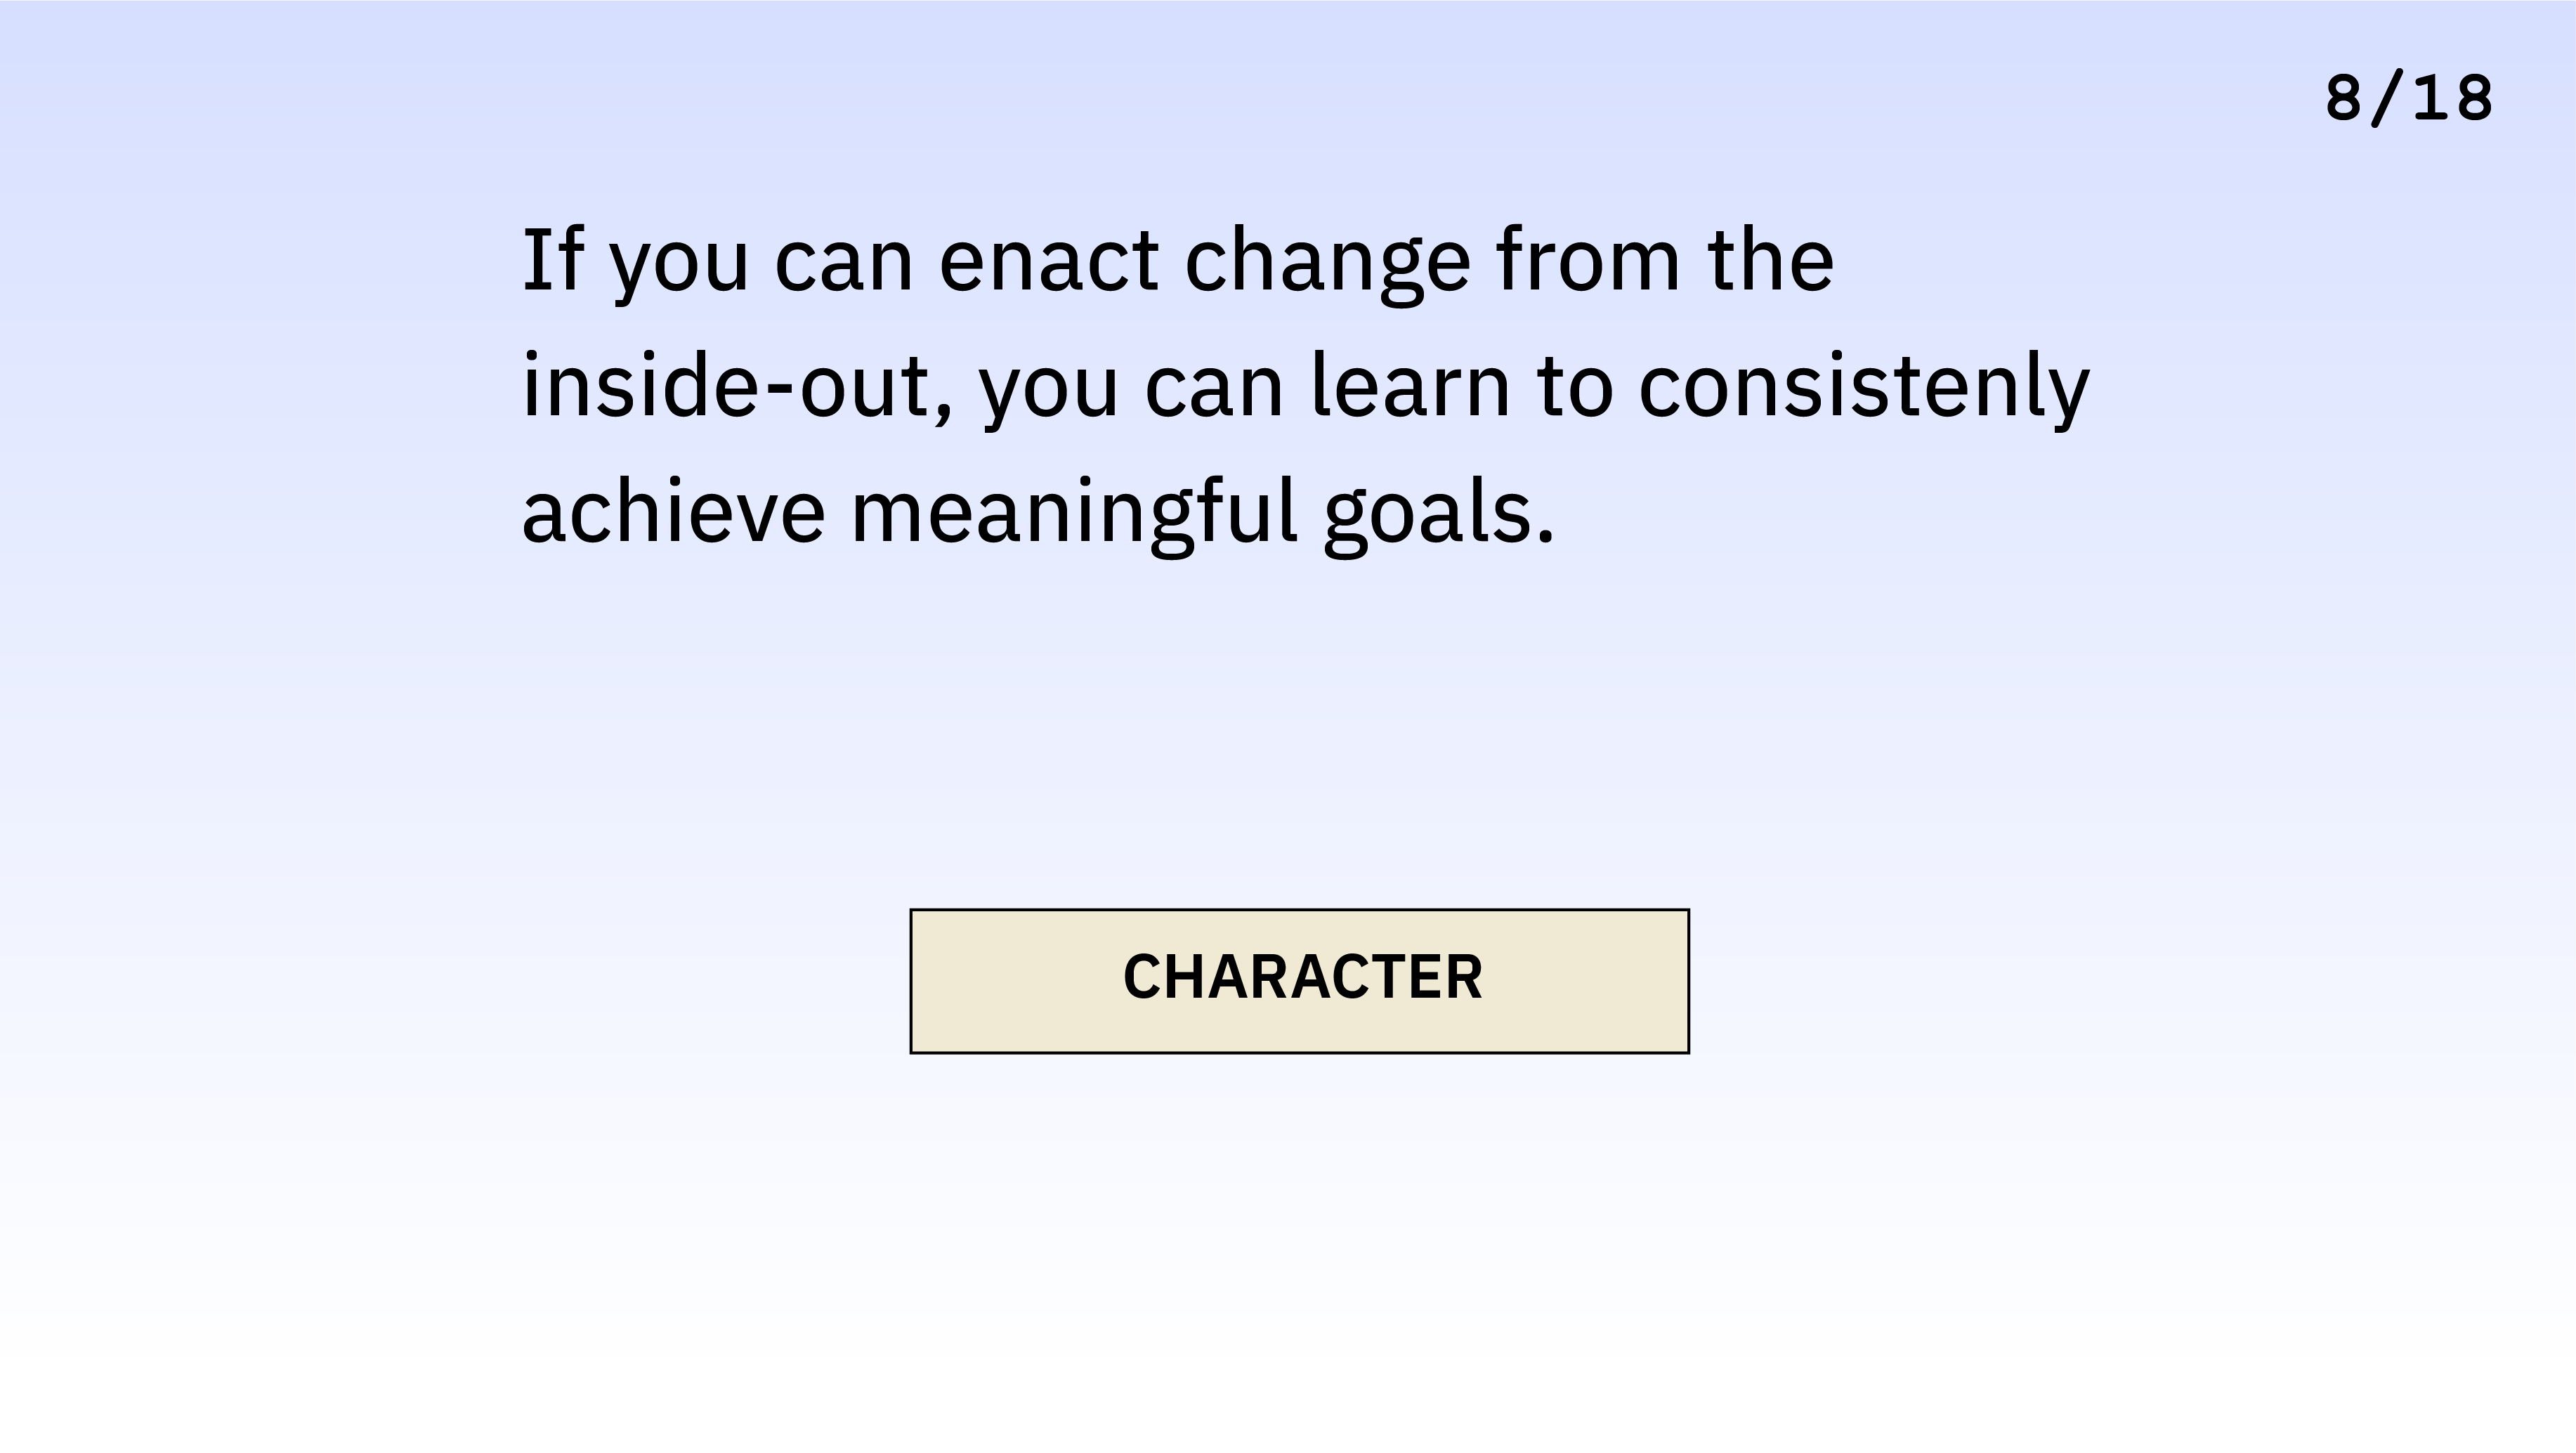 8/18
If you can enact change from the
inside-out, you can learn to consistenly
achieve meaningful goals.
CHARACTER